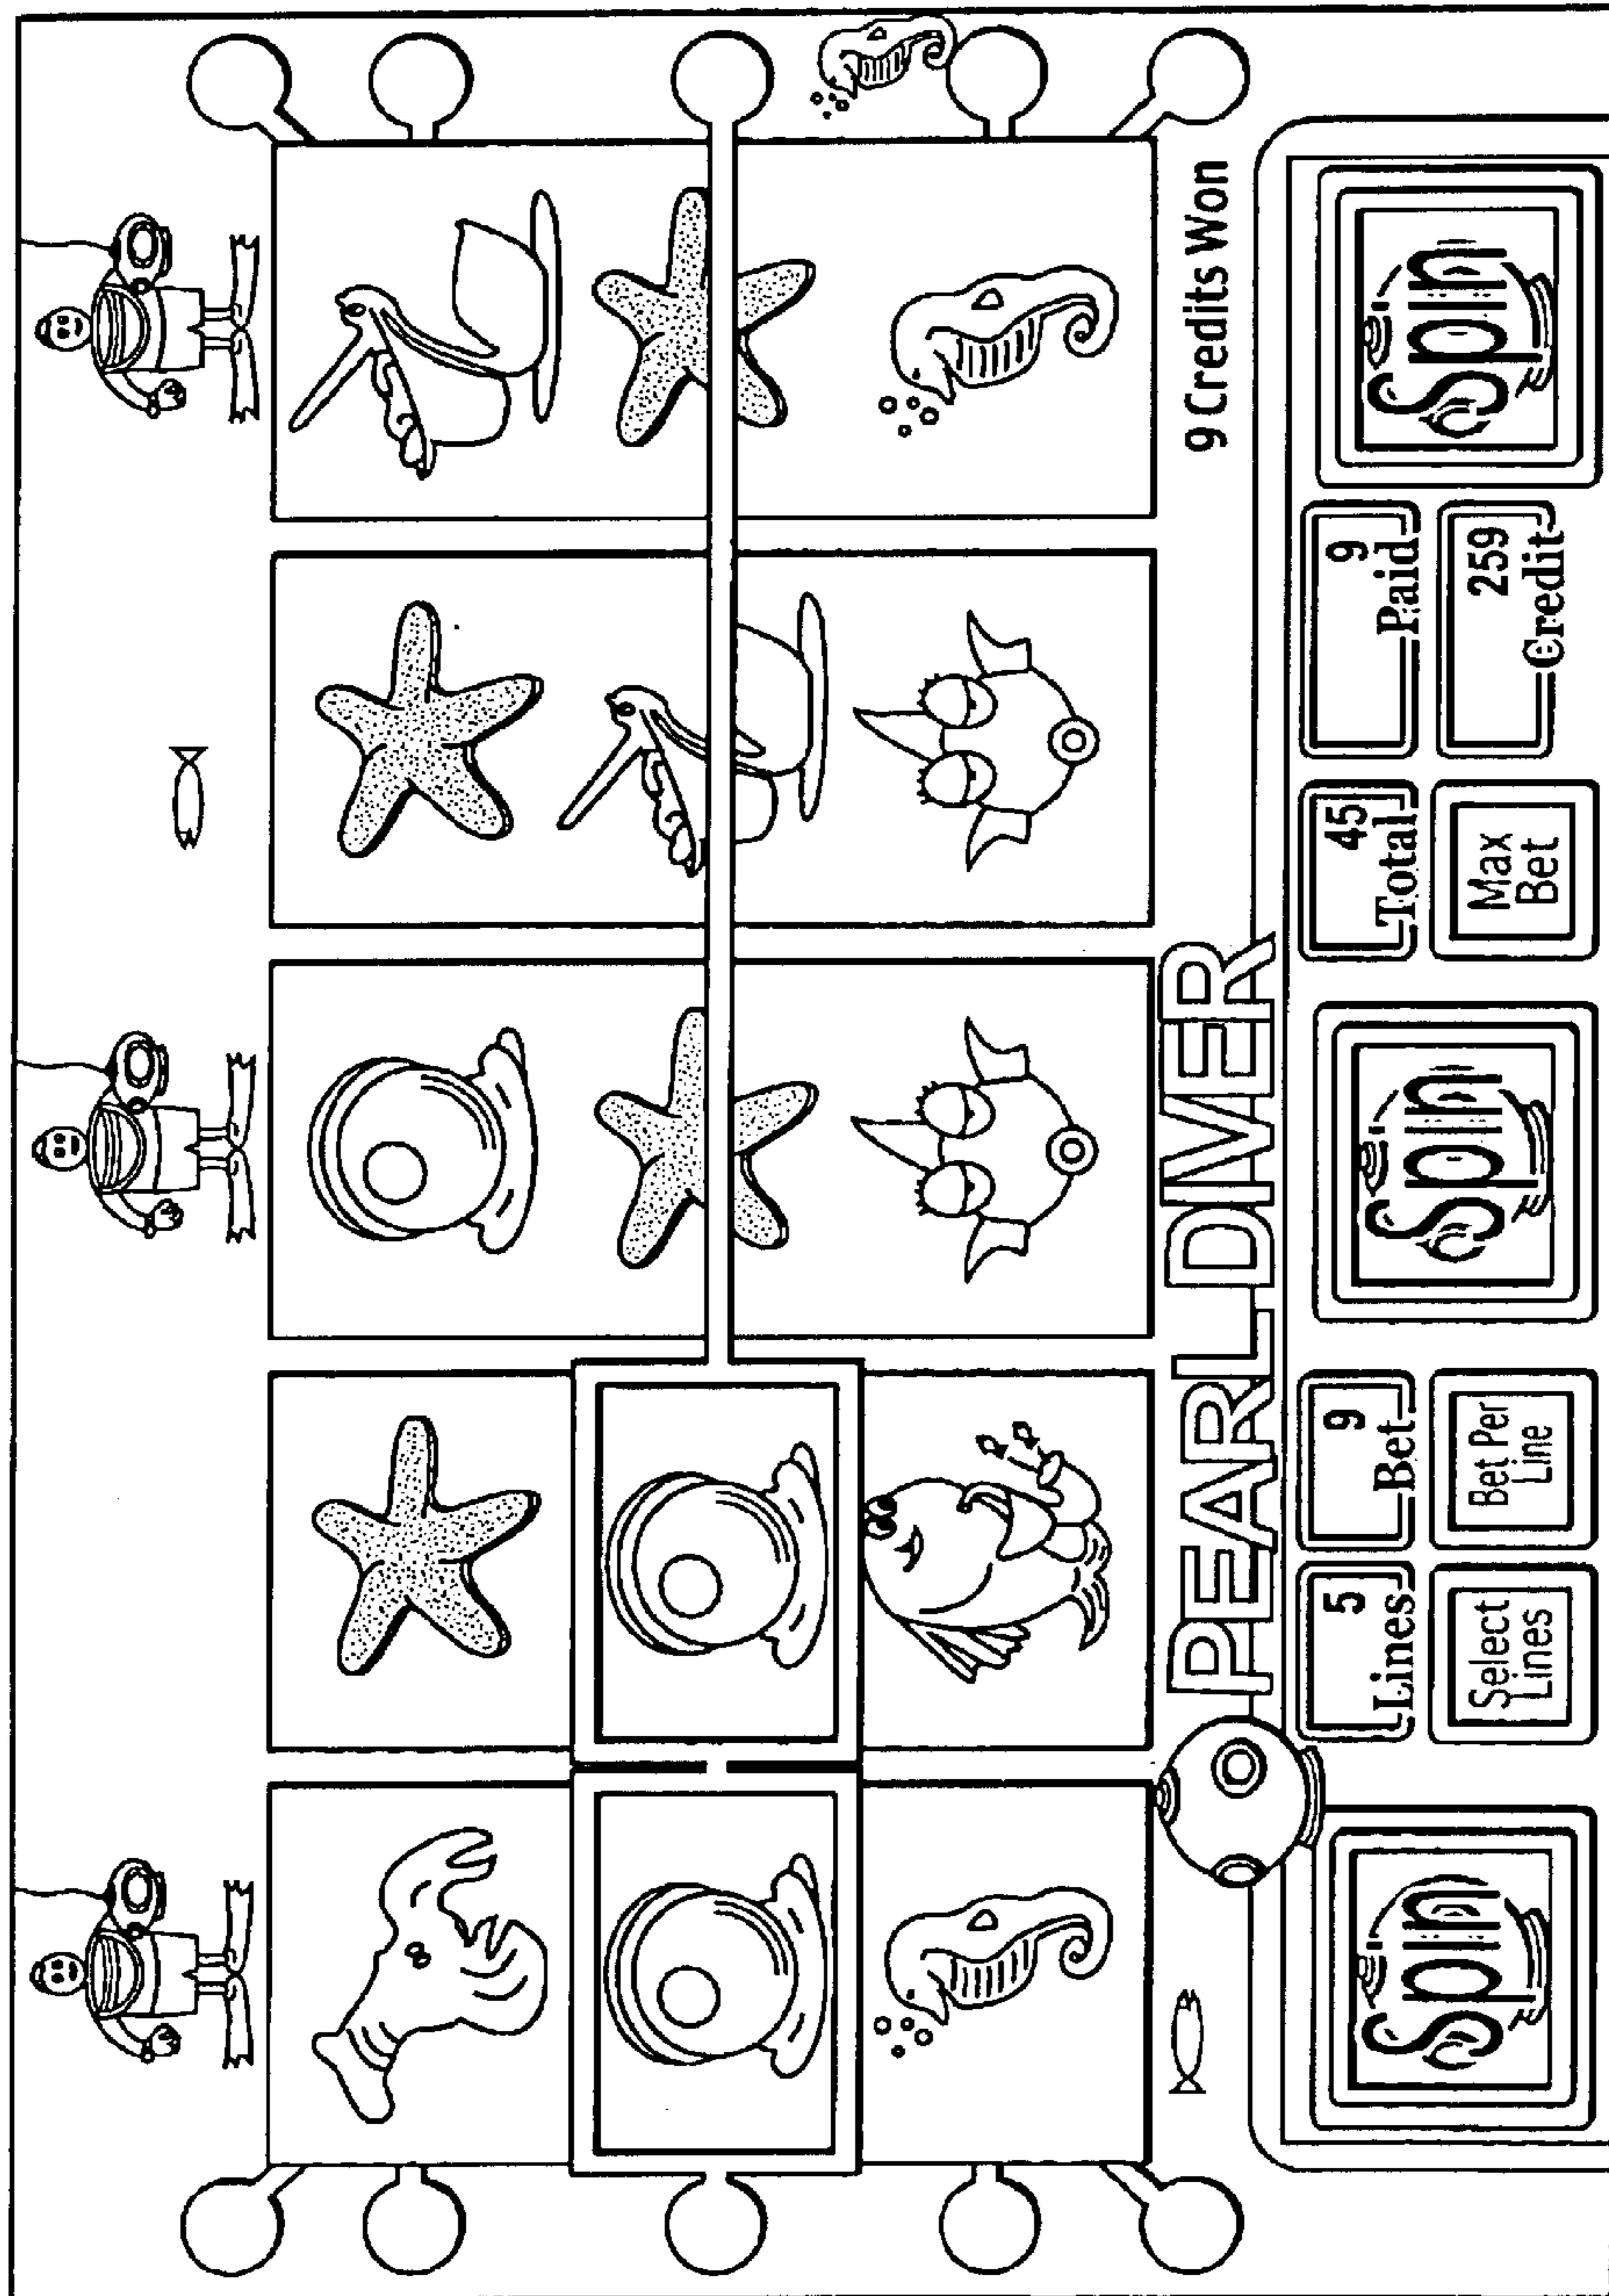 9 Credits Won
PEARL DIVER
Spin
5
Lines
9
Bet
Select
Lines
Bet Per
Line
Spin
45
Total
9
Paid
Max
Bet
259
Credit
Spin